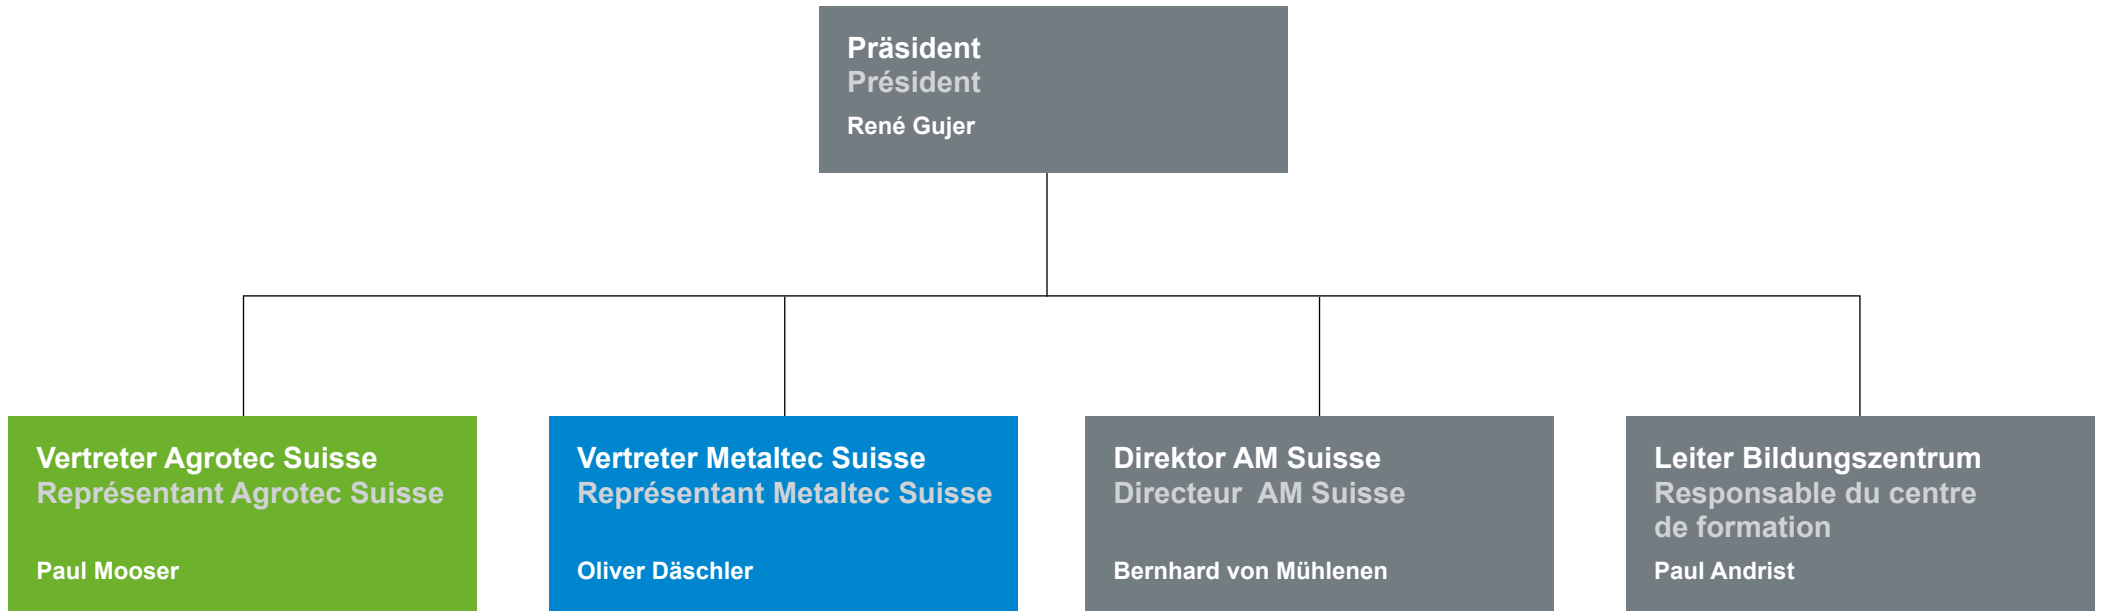 Präsident
Président
René Gujer
Vertreter Agrotec Suisse
Représentant Agrotec Suisse
Paul Mooser
Vertreter Metaltec Suisse
Représentant Metaltec Suisse
Oliver Däschler
Direktor AM Suisse
Directeur  AM Suisse
Bernhard von Mühlenen
Leiter Bildungszentrum
Responsable du centre
de formation
Paul Andrist